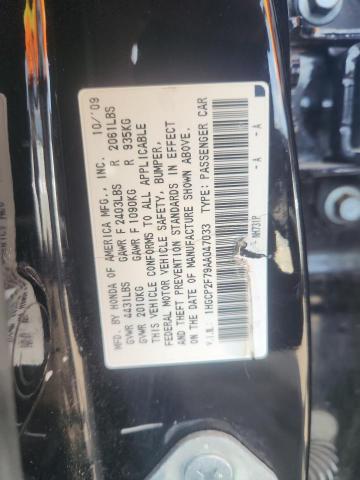 MFD. BY HONDA OF AMERICA MFG., INC. 10/'09
GVWR 4431LBS GAWR F 2403LBS R 2061LBS
GVWR 2010KG GAWR F 1090KG R 935KG
THIS VEHICLE CONFORMS TO ALL APPLICABLE
FEDERAL MOTOR VEHICLE SAFETY, BUMPER,
AND THEFT PREVENTION STANDARDS IN EFFECT
ON THE DATE OF MANUFACTURE SHOWN ABOVE.
V.I.N. 1HGCP2F79AA047033 TYPE: PASSENGER CAR
-A -A